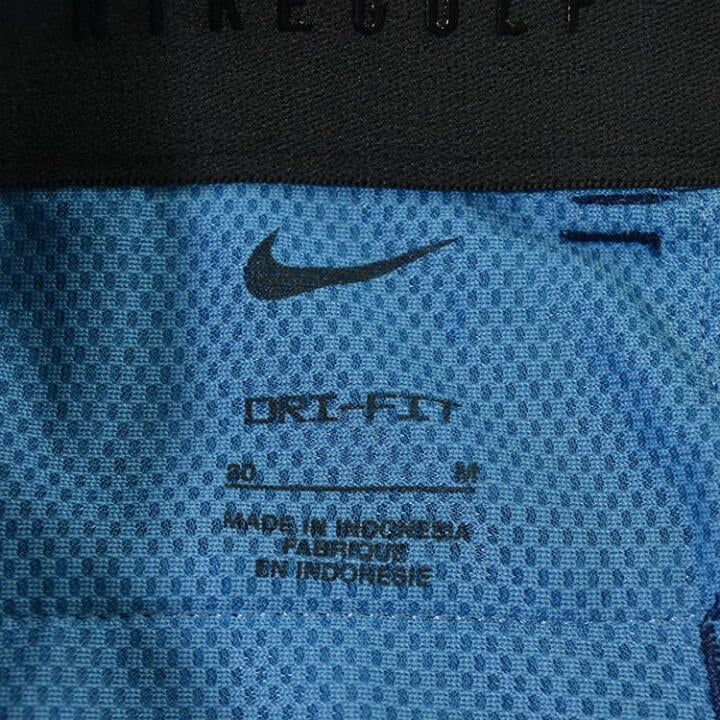 NIKEGOLF
DRI-FIT
30 M
MADE IN INDONESIA
FABRIQUE
EN INDONESIE